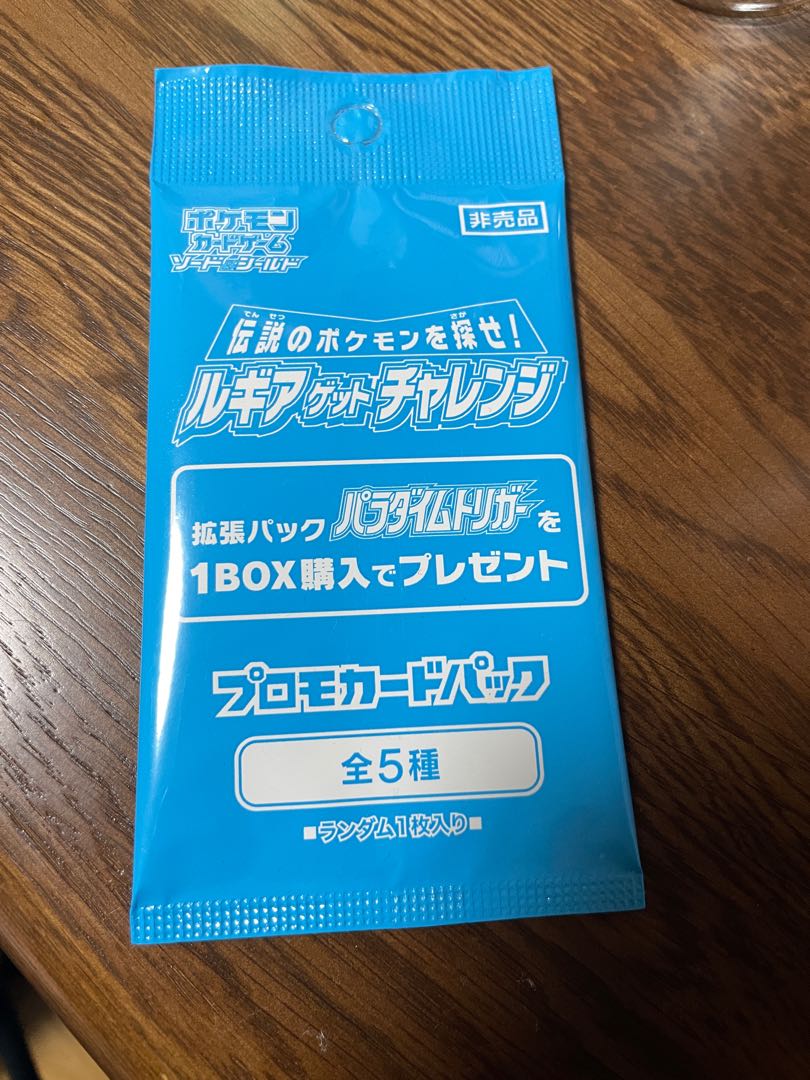 ポケモン
カードゲーム
ソード&シールド
非売品
でんせつ さが
伝説のポケモンを探せ!
ルギアゲットチャレンジ
拡張パック パラダイムトリガーを
1BOX購入でプレゼント
プロモカードパック
全5種
■ランダム1枚入り■